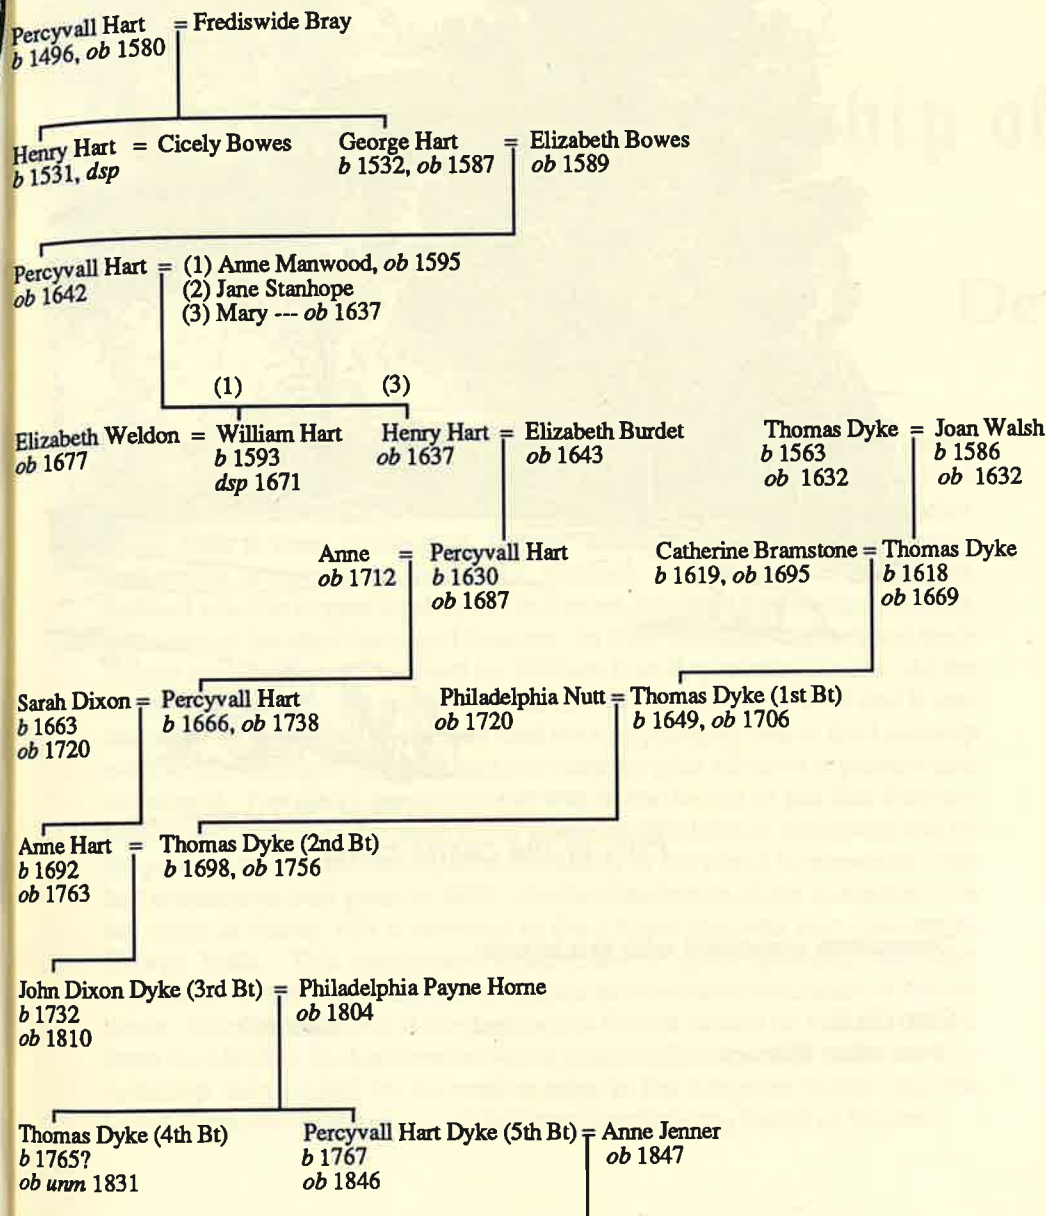 Percyvall Hart = Frediswide Bray
b 1496, ob 1580
Henry Hart = Cicely Bowes
b 1531, dsp
George Hart = Elizabeth Bowes
b 1532, ob 1587
ob 1589
Percyvall Hart = (1) Anne Manwood, ob 1595
ob 1642
(2) Jane Stanhope
(3) Mary --- ob 1637
(1)
(3)
Elizabeth Weldon = William Hart
ob 1677
b 1593
dsp 1671
Henry Hart = Elizabeth Burdet
ob 1637
ob 1643
Thomas Dyke = Joan Walsh
b 1563
ob 1632
b 1586
ob 1632
Anne = Percyvall Hart
ob 1712
b 1630
ob 1687
Catherine Bramstone = Thomas Dyke
b 1619, ob 1695
b 1618
ob 1669
Sarah Dixon = Percyvall Hart
b 1663
ob 1720
b 1666, ob 1738
Philadelphia Nutt = Thomas Dyke (1st Bt)
ob 1720
b 1649, ob 1706
Anne Hart = Thomas Dyke (2nd Bt)
b 1692
ob 1763
b 1698, ob 1756
John Dixon Dyke (3rd Bt) = Philadelphia Payne Horne
b 1732
ob 1810
ob 1804
Thomas Dyke (4th Bt)
b 1765?
ob unm 1831
Percyvall Hart Dyke (5th Bt) = Anne Jenner
b 1767
ob 1846
ob 1847